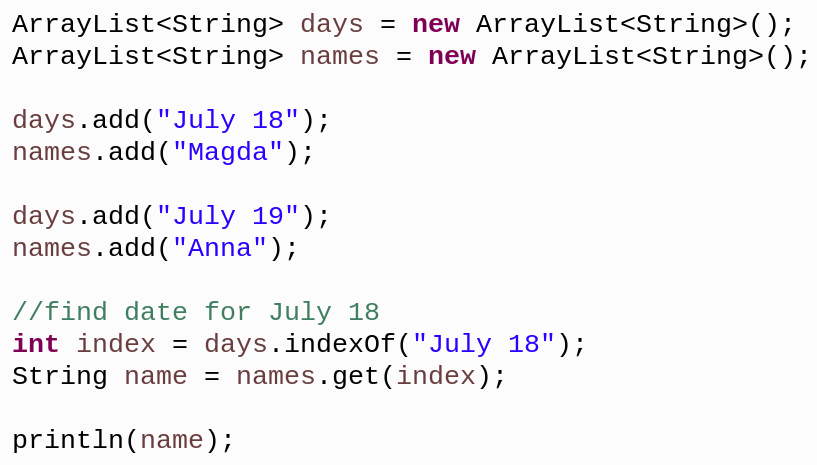 ArrayList<String> days = new ArrayList<String>();
ArrayList<String> names = new ArrayList<String>();
days.add("July 18");
names.add("Magda");
days.add("July 19");
names.add("Anna");
//find date for July 18
int index = days.indexOf("July 18");
String name = names.get(index);
println(name);